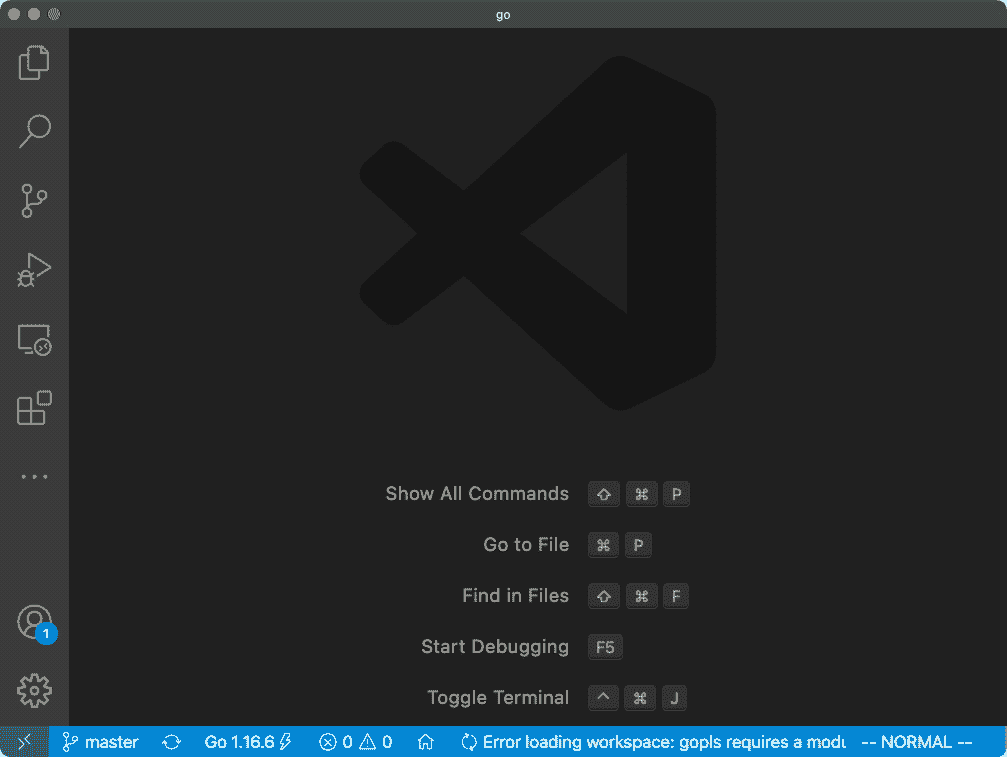 go
Show All Commands ⇧ ⌘ P
Go to File ⌘ P
Find in Files ⇧ ⌘ F
Start Debugging F5
Toggle Terminal ^ ⌘ J
1
master Go 1.16.6 0 0 Error loading workspace: gopls requires a modu -- NORMAL --